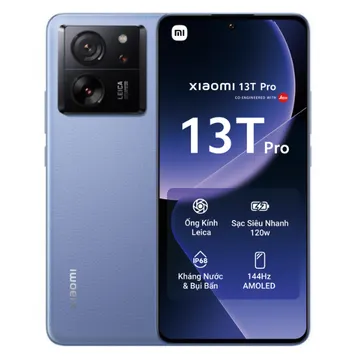 LEICA
xiaomi
xiaomi 13T Pro
CO-ENGINEERED WITH Leica
13T Pro
Ống Kính
Leica
Sạc Siêu Nhanh
120w
IP68
Kháng Nước
& Bụi Bẩn
144Hz
AMOLED